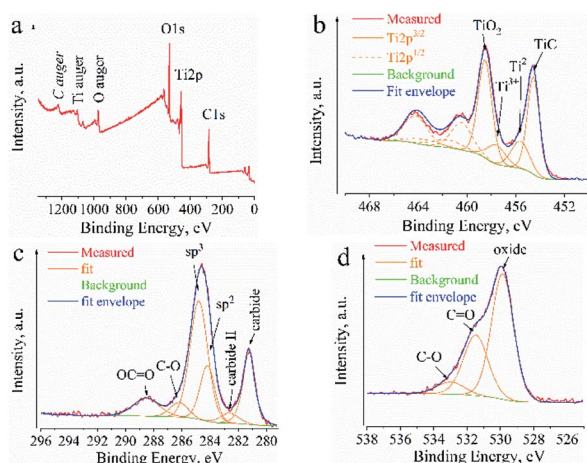 a
O1s
Ti2p
C1s
C auger
Ti auger
O auger
Intensity, a.u.
1200 1000 800 600 400 200 0
Binding Energy, eV
b
Measured
Ti2p3/2
Ti2p1/2
Background
Fit envelope
TiO2
Ti3+
Ti2
TiC
Intensity, a.u.
468 464 460 456 452
Binding Energy, eV
c
Measured
fit
Background
fit envelope
sp3
sp2
carbide II
carbide
C-O
OC=O
Intensity, a.u.
296 294 292 290 288 286 284 282 280
Binding Energy, eV
d
Measured
fit
Background
fit envelope
oxide
C=O
C-O
Intensity, a.u.
538 536 534 532 530 528 526
Binding Energy, eV